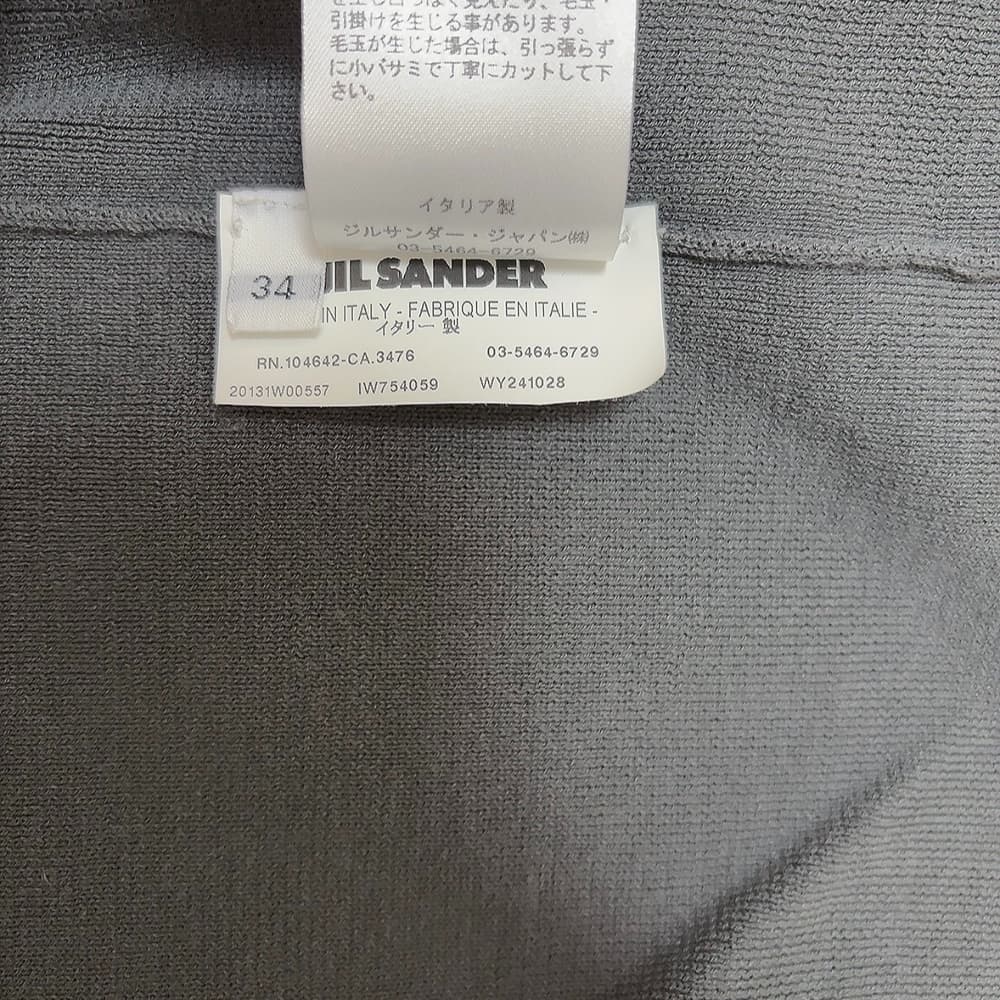 引掛けを生じる事があります。
毛玉が生じた場合は、引っ張らず
に小バサミで丁寧にカットして下
さい。
イタリア製
ジルサンダー・ジャパン㈱
03-5464-6729
34
JIL SANDER
IN ITALY - FABRIQUE EN ITALIE -
イタリー 製
RN.104642-CA.3476 03-5464-6729
20131W00557 IW754059 WY241028